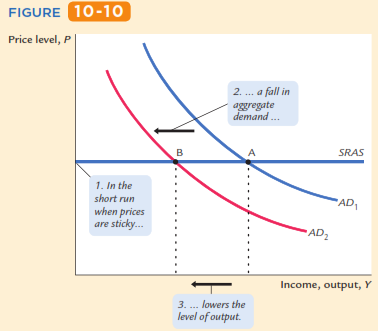 FIGURE 10-10
Price level, P
2. ... a fall in
aggregate
demand ...
B
A
SRAS
1. In the
short run
when prices
are sticky...
AD1
AD2
Income, output, Y
3. ... lowers the
level of output.